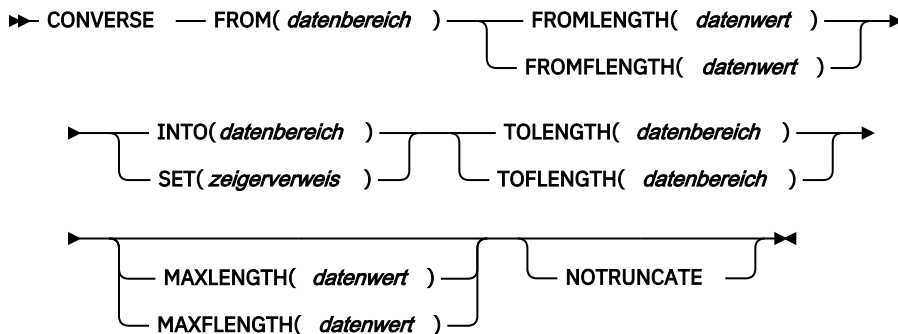 CONVERSE FROM( datenbereich ) FROMLENGTH( datenwert )
FROMFLENGTH( datenwert )
INTO( datenbereich ) TOLENGTH( datenbereich )
SET( zeigerverweis ) TOFLENGTH( datenbereich )
MAXLENGTH( datenwert ) NOTRUNCATE
MAXFLENGTH( datenwert )